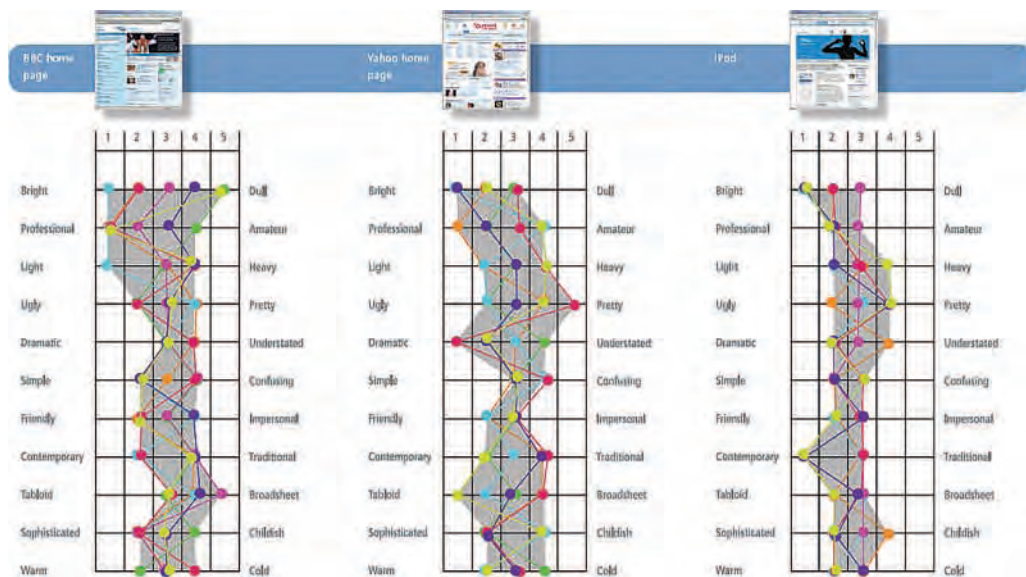 BBC home
page
Yahoo home
page
iPod
1 2 3 4 5
Bright Dull
Professional Amateur
Light Heavy
Ugly Pretty
Dramatic Understated
Simple Confusing
Friendly Impersonal
Contemporary Traditional
Tabloid Broadsheet
Sophisticated Childish
Warm Cold
1 2 3 4 5
Bright Dull
Professional Amateur
Light Heavy
Ugly Pretty
Dramatic Understated
Simple Confusing
Friendly Impersonal
Contemporary Traditional
Tabloid Broadsheet
Sophisticated Childish
Warm Cold
1 2 3 4 5
Bright Dull
Professional Amateur
Light Heavy
Ugly Pretty
Dramatic Understated
Simple Confusing
Friendly Impersonal
Contemporary Traditional
Tabloid Broadsheet
Sophisticated Childish
Warm Cold